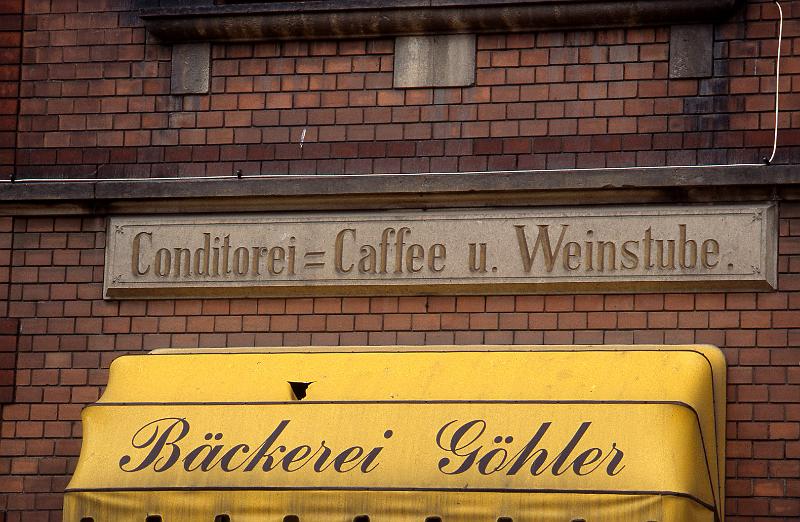 Conditorei = Caffee u. Weinstube.
Bäckerei Göhler